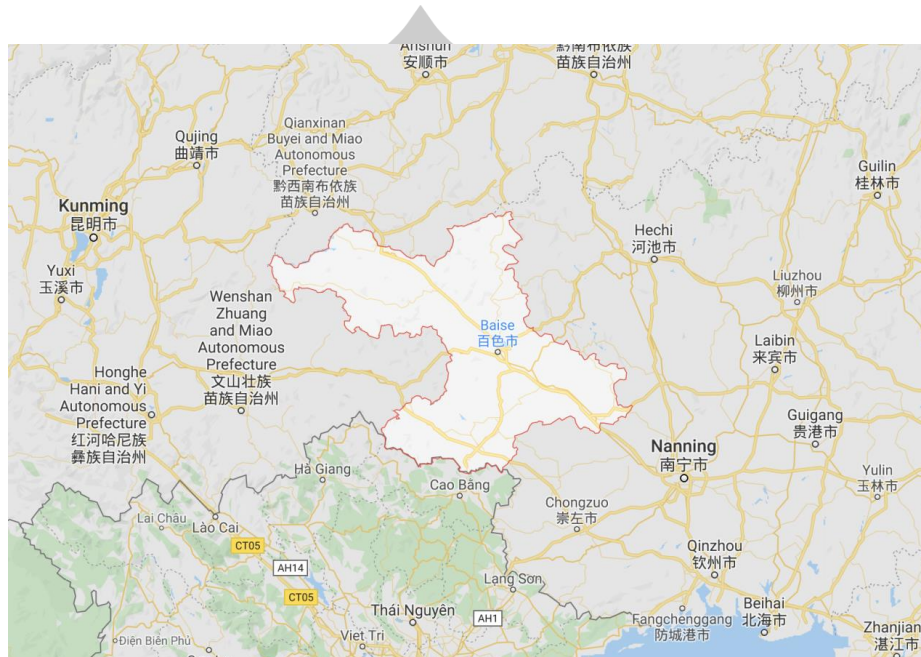 Anshun
安顺市
黔南布依族
苗族自治州
Qujing
曲靖市
Qianxinan
Buyei and Miao
Autonomous
Prefecture
黔西南布依族
苗族自治州
Guilin
桂林市
Kunming
昆明市
Hechi
河池市
Yuxi
玉溪市
Liuzhou
柳州市
Wenshan
Zhuang
and Miao
Autonomous
Prefecture
文山壮族
苗族自治州
Baise
百色市
Laibin
来宾市
Honghe
Hani and Yi
Autonomous
Prefecture
红河哈尼族
彝族自治州
Guigang
贵港市
Nanning
南宁市
Hà Giang
Cao Bằng
Yulin
玉林市
Chongzuo
崇左市
Lai Châu
Lào Cai
CT05
AH14
Qinzhou
钦州市
Lạng Sơn
CT05
Thái Nguyên
AH1
Beihai
北海市
Fangchenggang
防城港市
Zhanjian
湛江市
Điện Biên Phủ
Việt Trì